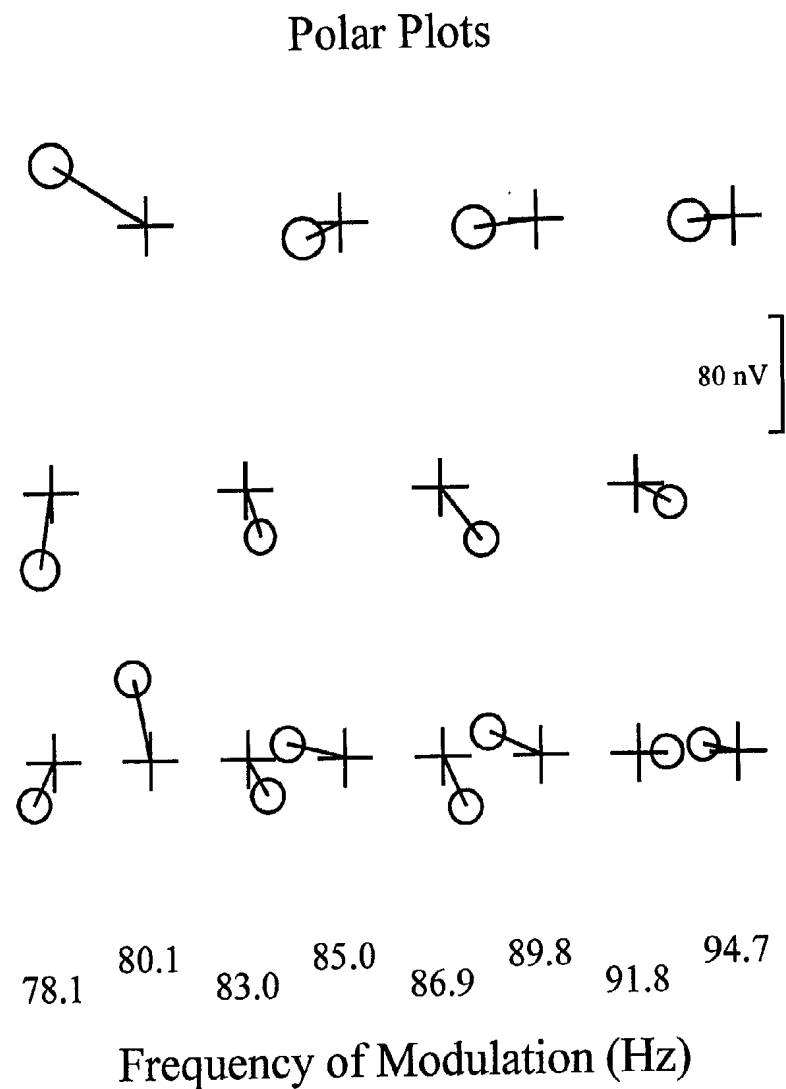 Polar Plots
80 nV
80.1 85.0 89.8 94.7
78.1 83.0 86.9 91.8
Frequency of Modulation (Hz)